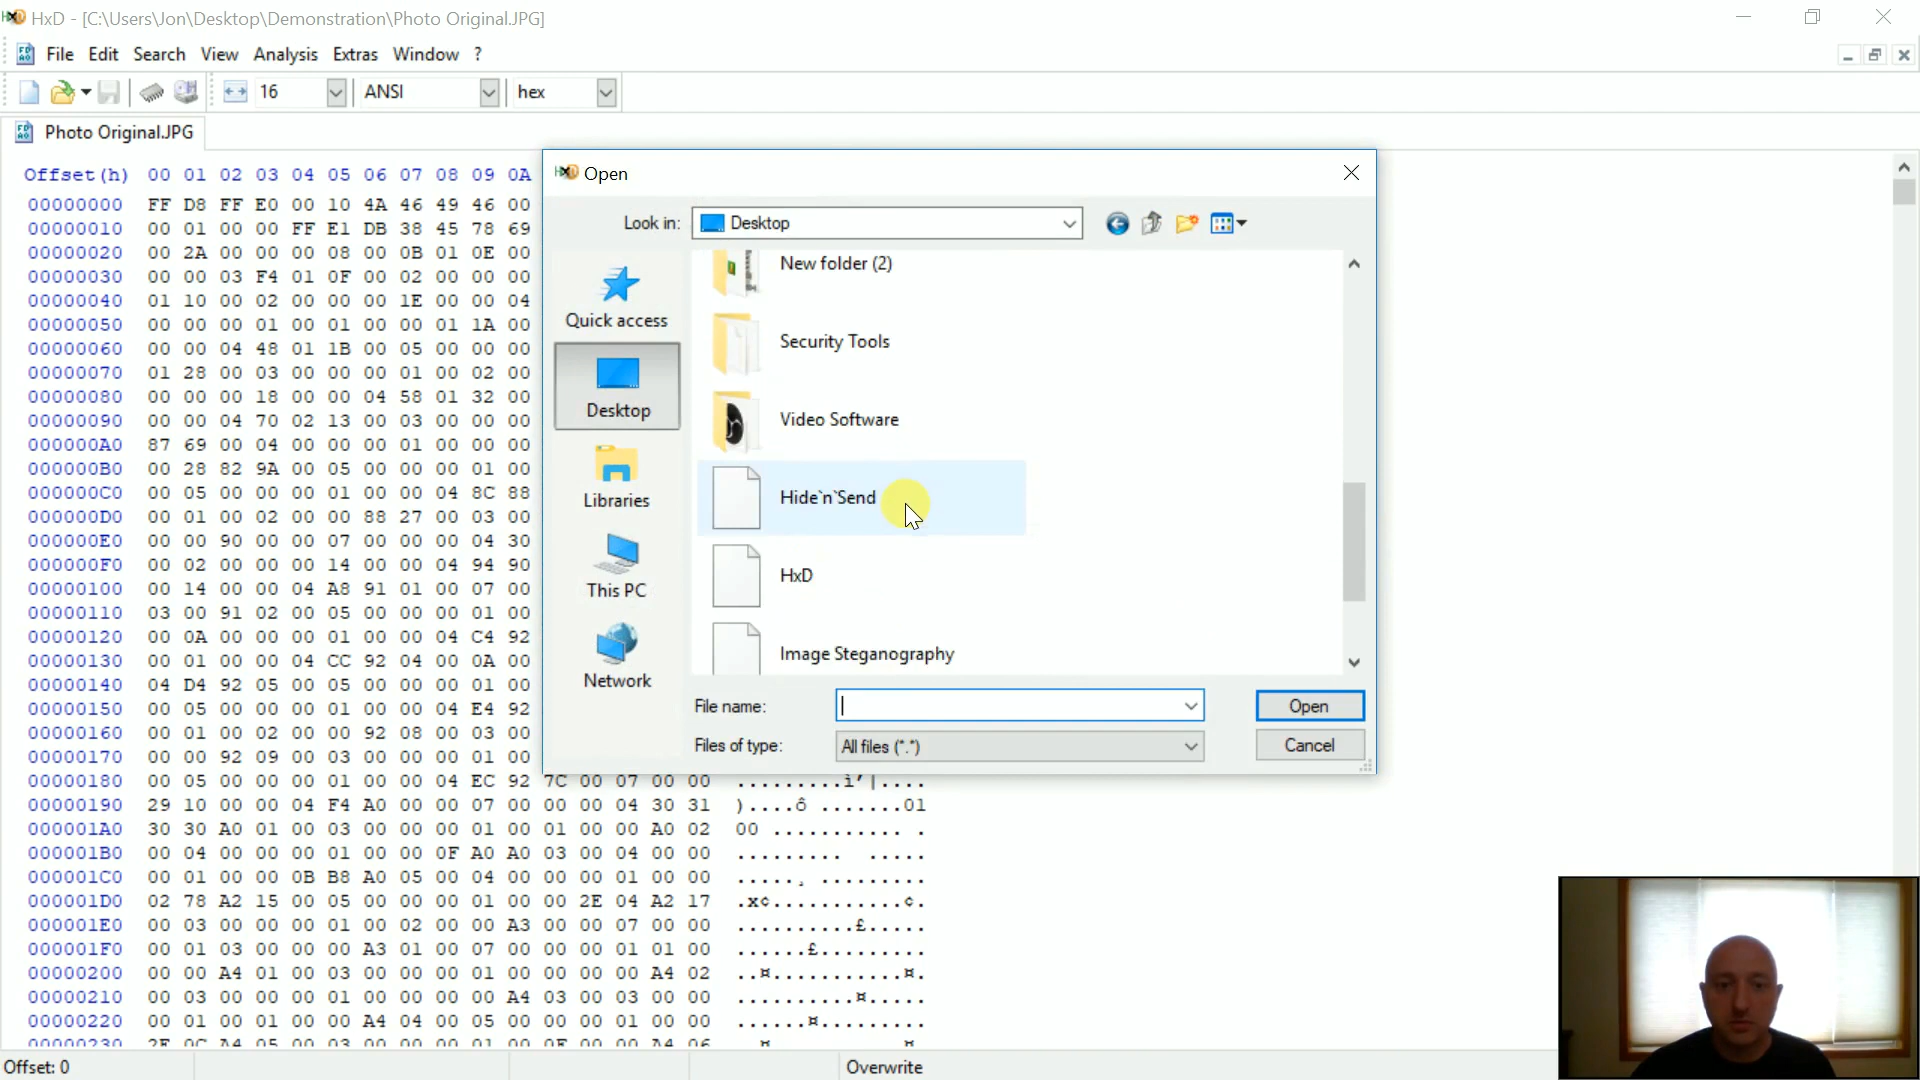 HxD - [C:\Users\Jon\Desktop\Demonstration\Photo Original.JPG]
File Edit Search View Analysis Extras Window ?
16 ANSI hex
Photo Original.JPG
Offset(h) 00 01 02 03 04 05 06 07 08 09 0A
00000000 FF D8 FF E0 00 10 4A 46 49 46 00
00000010 00 01 00 00 FF E1 DB 38 45 78 69
00000020 00 2A 00 00 00 08 00 0B 01 0E 00
00000030 00 00 03 F4 01 0F 00 02 00 00 00
00000040 01 10 00 02 00 00 00 1E 00 00 04
00000050 00 00 00 01 00 01 00 00 01 1A 00
00000060 00 00 04 48 01 1B 00 05 00 00 00
00000070 01 28 00 03 00 00 00 01 00 02 00
00000080 00 00 00 18 00 00 04 58 01 32 00
00000090 00 00 04 70 02 13 00 03 00 00 00
000000A0 87 69 00 04 00 00 00 01 00 00 00
000000B0 00 28 82 9A 00 05 00 00 00 01 00
000000C0 00 05 00 00 00 01 00 00 04 8C 88
000000D0 00 01 00 02 00 00 88 27 00 03 00
000000E0 00 00 90 00 00 07 00 00 00 04 30
000000F0 00 02 00 00 00 14 00 00 04 94 90
00000100 00 14 00 00 04 A8 91 01 00 07 00
00000110 03 00 91 02 00 05 00 00 00 01 00
00000120 00 0A 00 00 00 01 00 00 04 C4 92
00000130 00 01 00 00 04 CC 92 04 00 0A 00
00000140 04 D4 92 05 00 05 00 00 00 01 00
00000150 00 05 00 00 00 01 00 00 04 E4 92
00000160 00 01 00 02 00 00 92 08 00 03 00
00000170 00 00 92 09 00 03 00 00 00 01 00
00000180 00 05 00 00 00 01 00 00 04 EC 92 7C 00 07 00 00 .........ì’|....
00000190 29 10 00 00 04 F4 A0 00 00 07 00 00 00 04 30 31 )....ô .......01
000001A0 30 30 A0 01 00 03 00 00 00 01 00 01 00 00 A0 02 00 ........... .
000001B0 00 04 00 00 00 01 00 00 0F A0 A0 03 00 04 00 00 .........  .....
000001C0 00 01 00 00 0B B8 A0 05 00 04 00 00 00 01 00 00 .....¸ .........
000001D0 02 78 A2 15 00 05 00 00 00 01 00 00 2E 04 A2 17 .x¢...........¢.
000001E0 00 03 00 00 00 01 00 02 00 00 A3 00 00 07 00 00 ..........£.....
000001F0 00 01 03 00 00 00 A3 01 00 07 00 00 00 01 01 00 ......£.........
00000200 00 00 A4 01 00 03 00 00 00 01 00 00 00 00 A4 02 ..¤...........¤.
00000210 00 03 00 00 00 01 00 00 00 00 A4 03 00 03 00 00 ..........¤.....
00000220 00 01 00 01 00 00 A4 04 00 05 00 00 00 01 00 00 ......¤.........
Open
Look in: Desktop
Quick access
Desktop
Libraries
This PC
Network
New folder (2)
Security Tools
Video Software
Hide`n`Send
HxD
Image Steganography
File name: Open
Files of type: All files (*.*) Cancel
Offset: 0 Overwrite